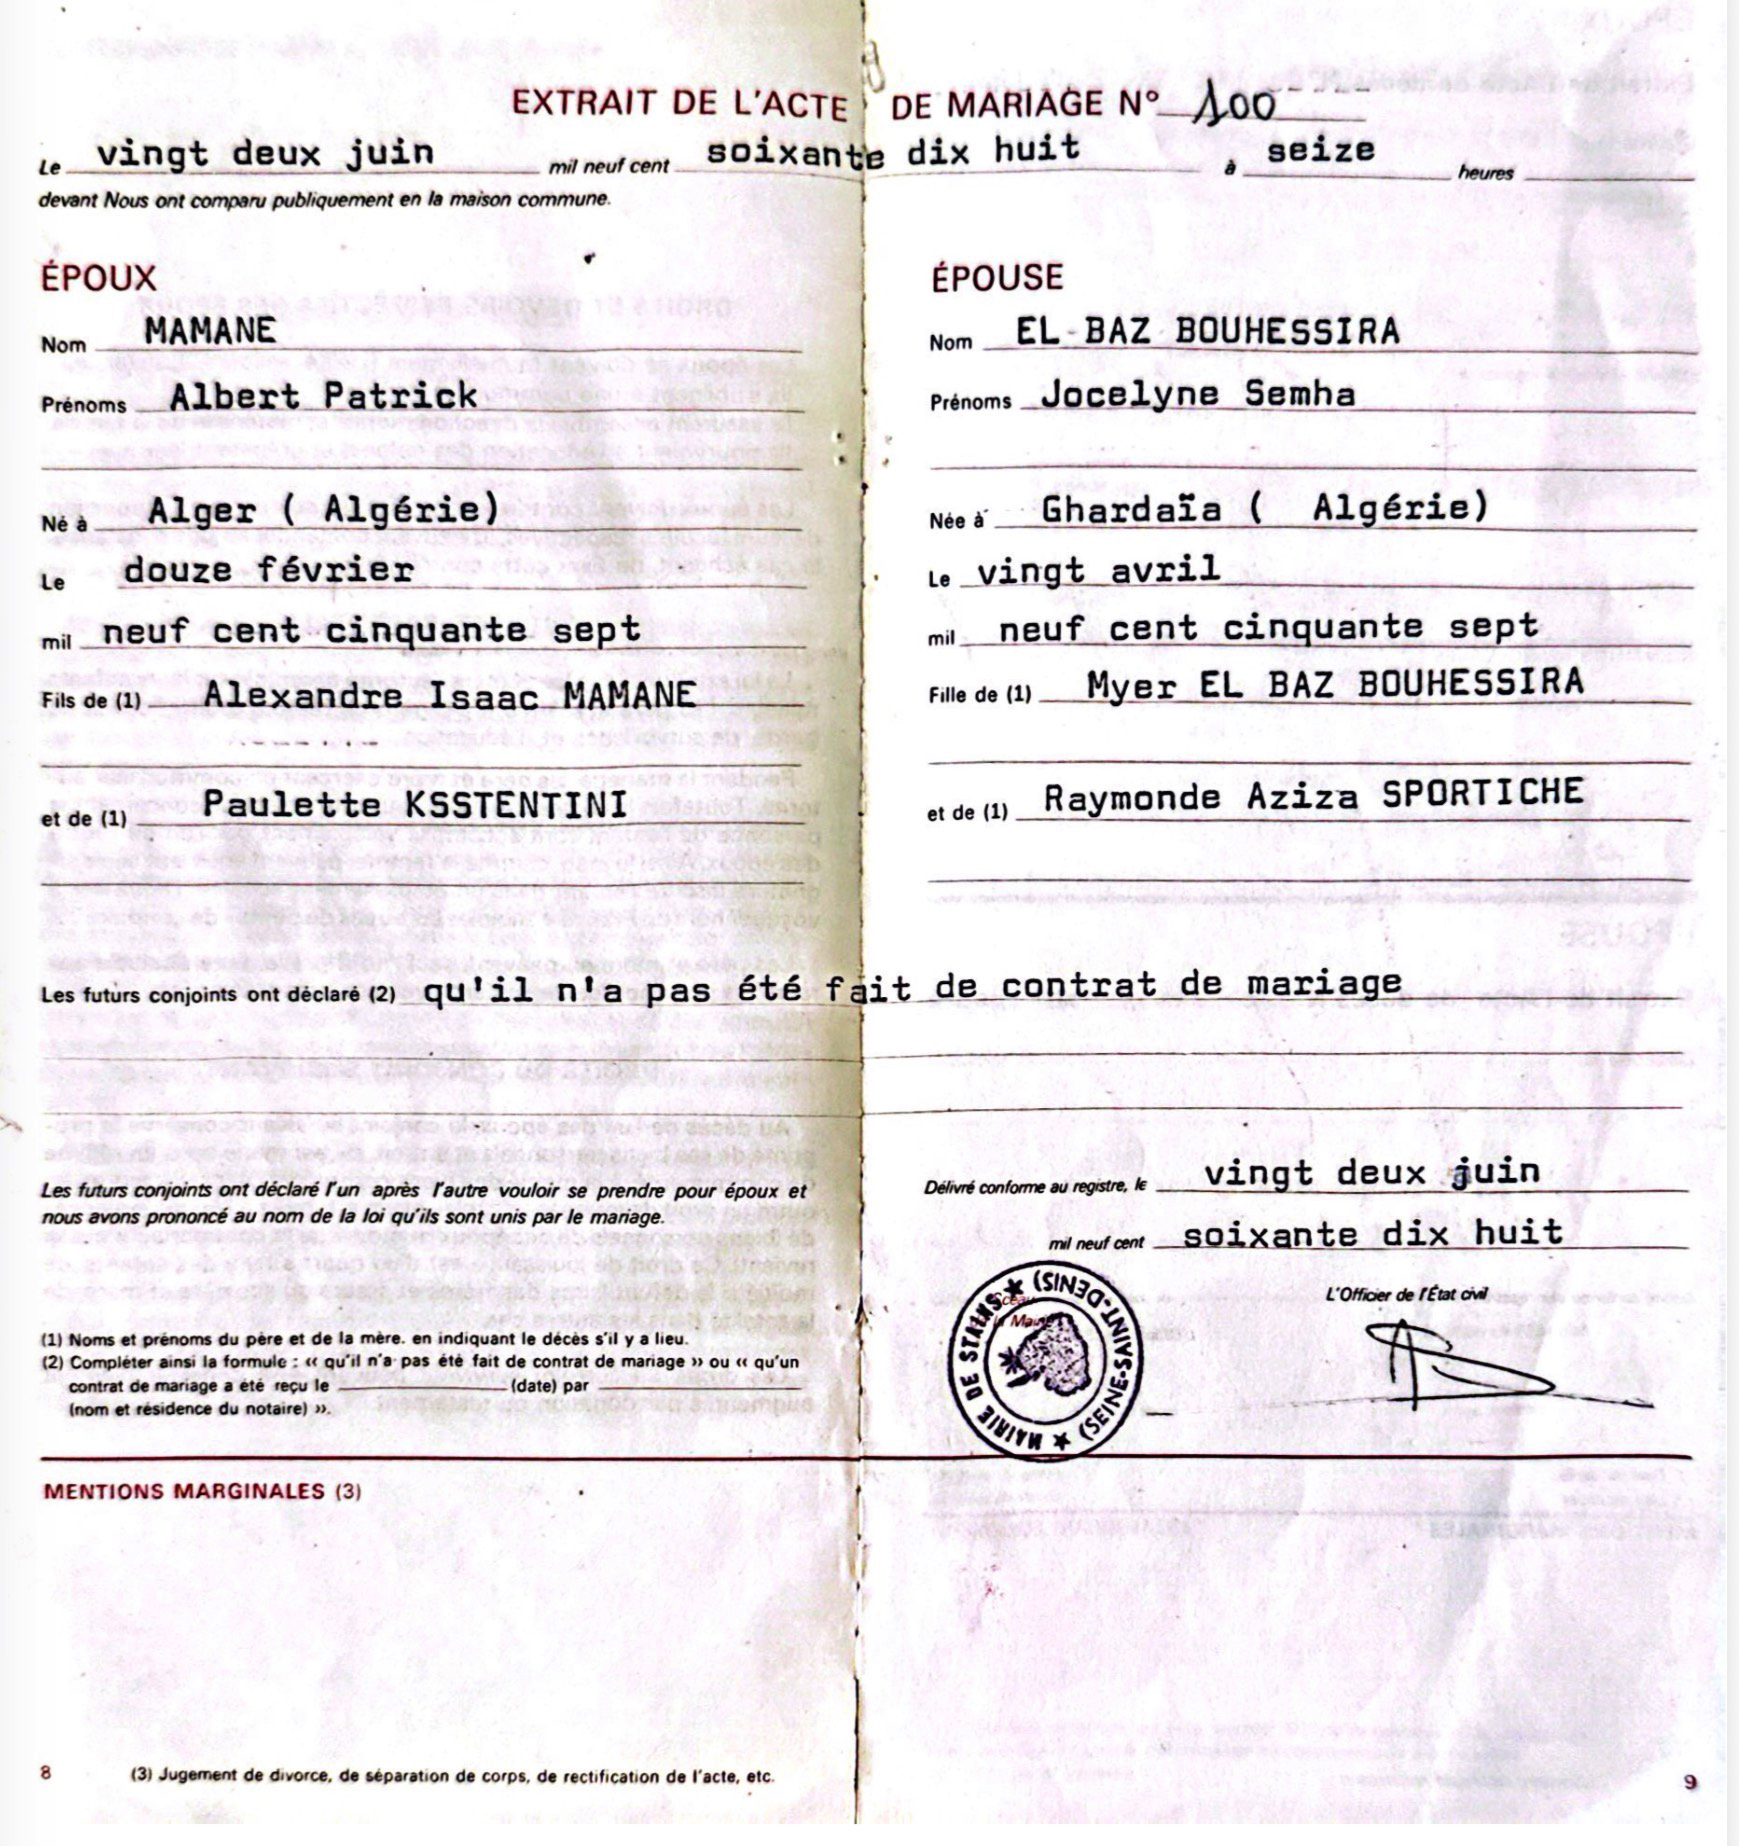 EXTRAIT DE L'ACTE DE MARIAGE N° 100
Le vingt deux juin mil neuf cent soixante dix huit à seize heures
devant Nous ont comparu publiquement en la maison commune.
ÉPOUX
Nom MAMANE
Prénoms Albert Patrick
Né à Alger ( Algérie)
Le douze février
mil neuf cent cinquante sept
Fils de (1) Alexandre Isaac MAMANE
et de (1) Paulette KSSTENTINI
ÉPOUSE
Nom EL BAZ BOUHESSIRA
Prénoms Jocelyne Semha
Née à Ghardaïa ( Algérie)
Le vingt avril
mil neuf cent cinquante sept
Fille de (1) Myer EL BAZ BOUHESSIRA
et de (1) Raymonde Aziza SPORTICHE
Les futurs conjoints ont déclaré (2) qu'il n'a pas été fait de contrat de mariage
Les futurs conjoints ont déclaré l'un après l'autre vouloir se prendre pour époux et
nous avons prononcé au nom de la loi qu'ils sont unis par le mariage.
(1) Noms et prénoms du père et de la mère. en indiquant le décès s'il y a lieu.
(2) Compléter ainsi la formule : « qu'il n'a pas été fait de contrat de mariage » ou « qu'un
contrat de mariage a été reçu le (date) par
(nom et résidence du notaire) ».
Délivré conforme au registre, le vingt deux juin
mil neuf cent soixante dix huit
L'Officier de l'État civil
Sceau
Mairie
MAIRIE DE STAINS ★ (SEINE-SAINT-DENIS) ★
MENTIONS MARGINALES (3)
8 (3) Jugement de divorce, de séparation de corps, de rectification de l'acte, etc.
9